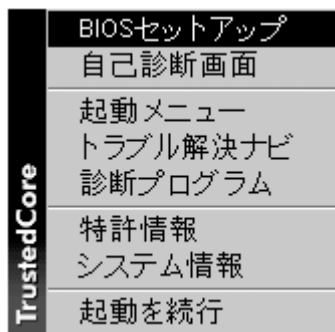 BIOSセットアップ
自己診断画面
起動メニュー
トラブル解決ナビ
診断プログラム
特許情報
システム情報
起動を続行
TrustedCore